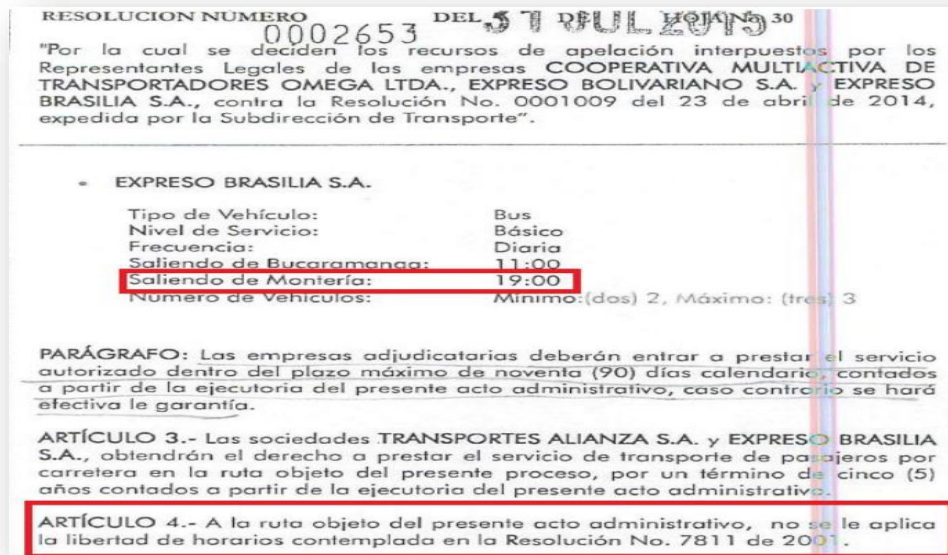 RESOLUCION NÚMERO 0002653 DEL 31 JUL 2015 HOJA No 30
"Por la cual se deciden los recursos de apelación interpuestos por los
Representantes Legales de las empresas COOPERATIVA MULTIACTIVA DE
TRANSPORTADORES OMEGA LTDA., EXPRESO BOLIVARIANO S.A. y EXPRESO
BRASILIA S.A., contra la Resolución No. 0001009 del 23 de abril de 2014,
expedida por la Subdirección de Transporte".
EXPRESO BRASILIA S.A.
Tipo de Vehículo: Bus
Nivel de Servicio: Básico
Frecuencia: Diaria
Saliendo de Bucaramanga: 11:00
Saliendo de Montería: 19:00
Número de Vehículos: Mínimo:(dos) 2, Máximo: (tres) 3
PARÁGRAFO: Las empresas adjudicatarias deberán entrar a prestar el servicio
autorizado dentro del plazo máximo de noventa (90) días calendario, contados
a partir de la ejecutoria del presente acto administrativo, caso contrario se hará
efectiva le garantía.
ARTÍCULO 3.- Las sociedades TRANSPORTES ALIANZA S.A. y EXPRESO BRASILIA
S.A., obtendrán el derecho a prestar el servicio de transporte de pasajeros por
carretera en la ruta objeto del presente proceso, por un término de cinco (5)
años contados a partir de la ejecutoria del presente acto administrativo.
ARTÍCULO 4.- A la ruta objeto del presente acto administrativo, no se le aplica
la libertad de horarios contemplada en la Resolución No. 7811 de 2001.